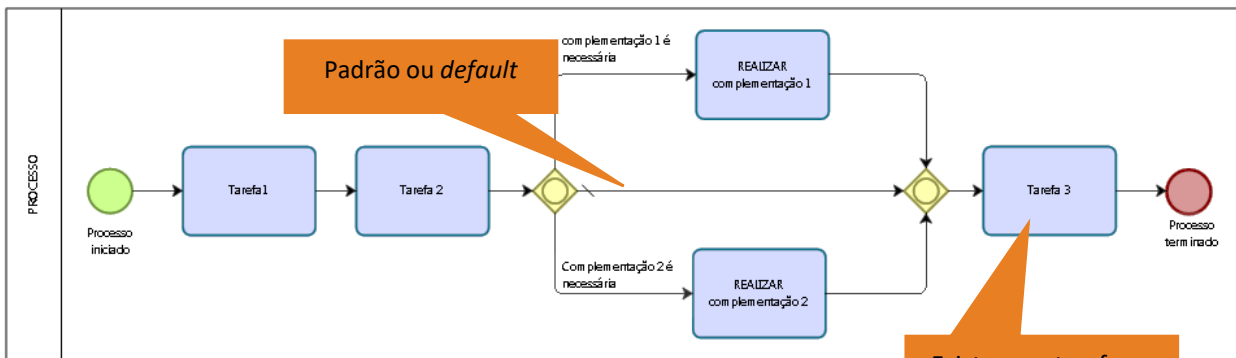 PROCESSO
Processo
iniciado
Tarefa1
Tarefa 2
Padrão ou default
complementação 1 é
necessária
REALIZAR
complementação 1
Complementação 2 é
necessária
REALIZAR
complementação 2
Tarefa 3
Processo
terminado